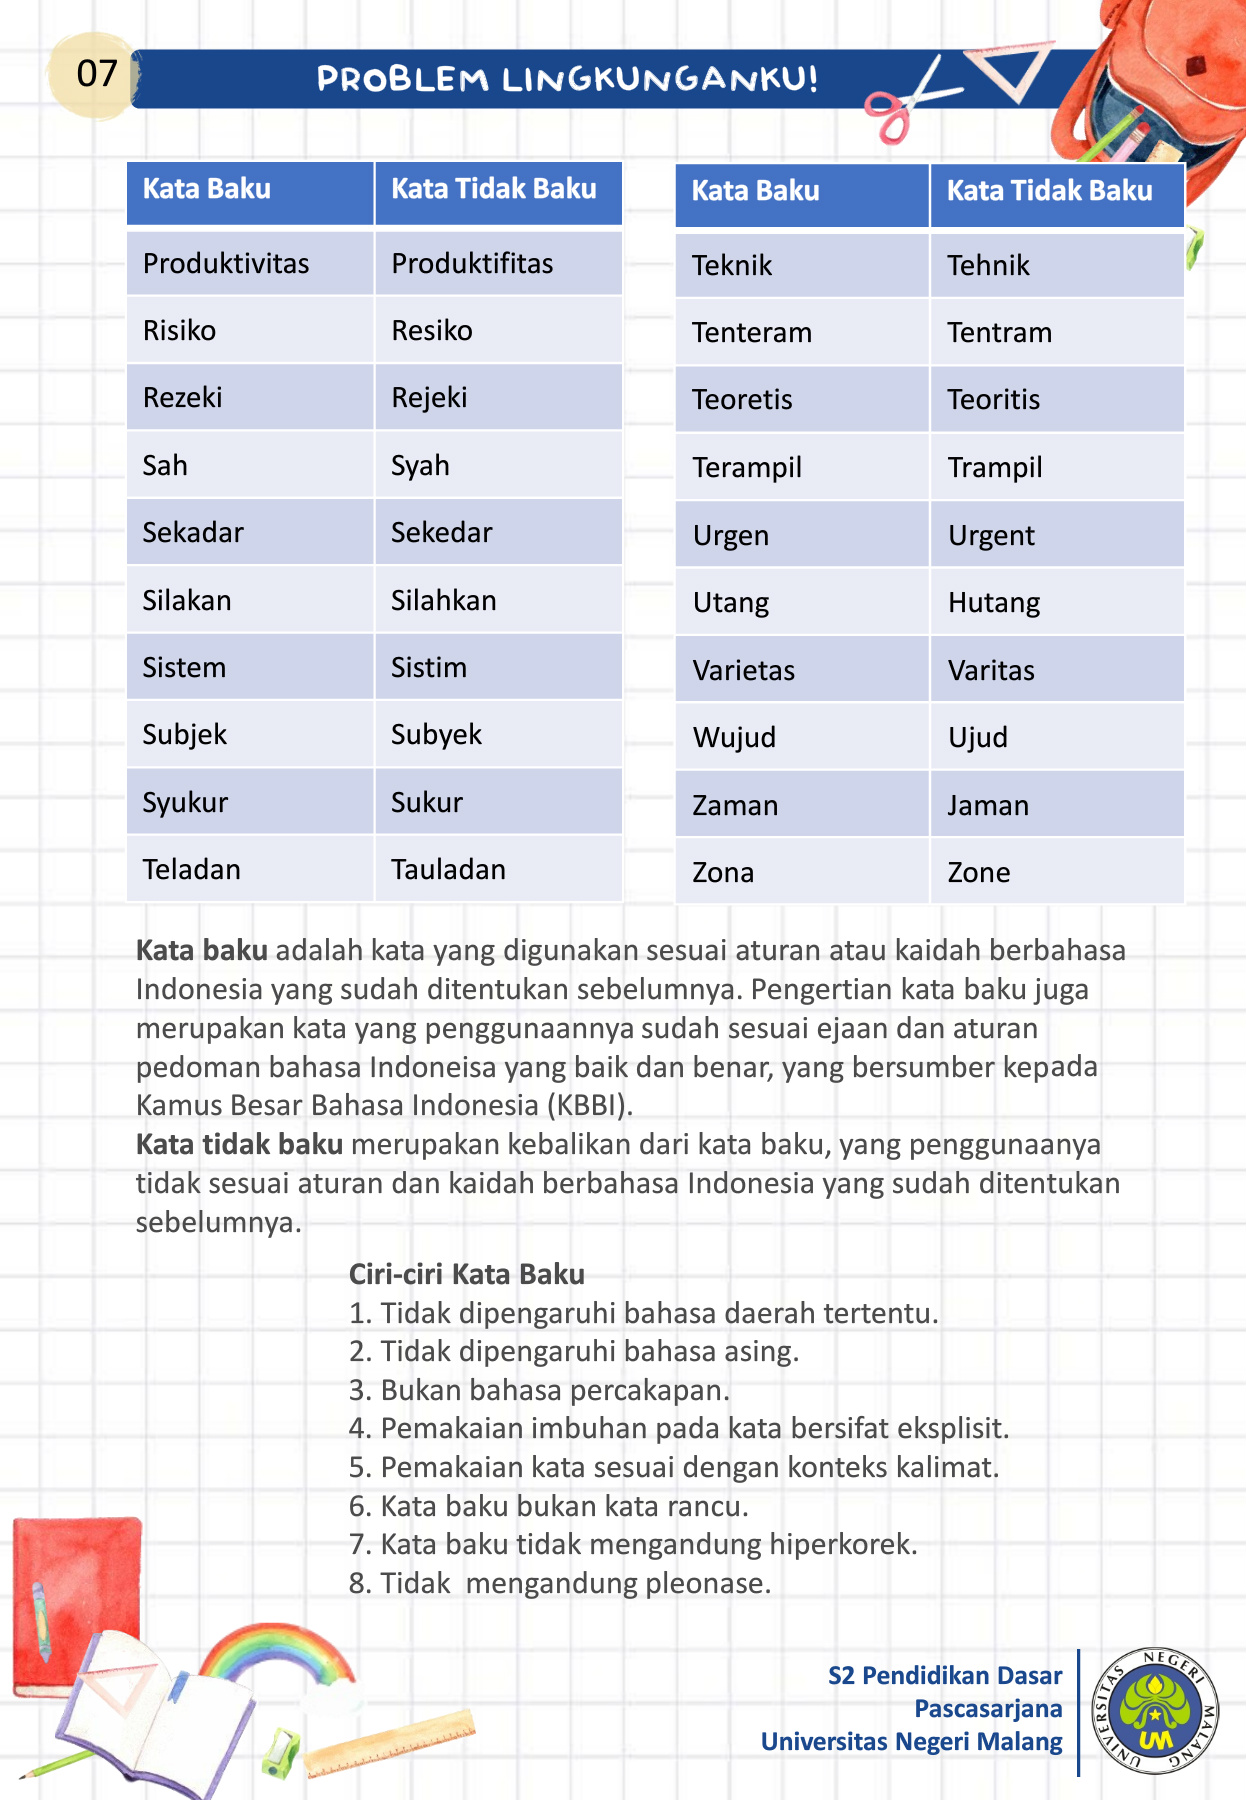 07
PROBLEM LINGKUNGANKU!
Kata Baku Kata Tidak Baku
Produktivitas Produktifitas
Risiko Resiko
Rezeki Rejeki
Sah Syah
Sekadar Sekedar
Silakan Silahkan
Sistem Sistim
Subjek Subyek
Syukur Sukur
Teladan Tauladan
Kata Baku Kata Tidak Baku
Teknik Tehnik
Tenteram Tentram
Teoretis Teoritis
Terampil Trampil
Urgen Urgent
Utang Hutang
Varietas Varitas
Wujud Ujud
Zaman Jaman
Zona Zone
Kata baku adalah kata yang digunakan sesuai aturan atau kaidah berbahasa
Indonesia yang sudah ditentukan sebelumnya. Pengertian kata baku juga
merupakan kata yang penggunaannya sudah sesuai ejaan dan aturan
pedoman bahasa Indoneisa yang baik dan benar, yang bersumber kepada
Kamus Besar Bahasa Indonesia (KBBI).
Kata tidak baku merupakan kebalikan dari kata baku, yang penggunaanya
tidak sesuai aturan dan kaidah berbahasa Indonesia yang sudah ditentukan
sebelumnya.
Ciri-ciri Kata Baku
1. Tidak dipengaruhi bahasa daerah tertentu.
2. Tidak dipengaruhi bahasa asing.
3. Bukan bahasa percakapan.
4. Pemakaian imbuhan pada kata bersifat eksplisit.
5. Pemakaian kata sesuai dengan konteks kalimat.
6. Kata baku bukan kata rancu.
7. Kata baku tidak mengandung hiperkorek.
8. Tidak  mengandung pleonase.
S2 Pendidikan Dasar
Pascasarjana
Universitas Negeri Malang
UNIVERSITAS NEGERI MALANG
UM